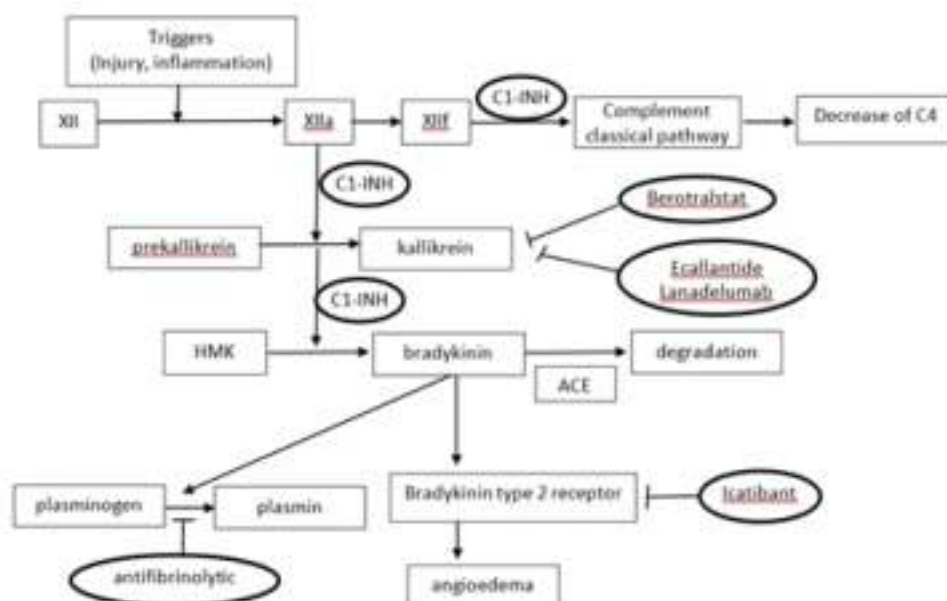 Triggers
(Injury, inflammation)
XII
XIIa
XIIf
C1-INH
Complement
classical pathway
Decrease of C4
C1-INH
Berotralstat
prekallikrein
kallikrein
Ecallantide
Lanadelumab
C1-INH
HMK
bradykinin
degradation
ACE
plasminogen
plasmin
Bradykinin type 2 receptor
Icatibant
antifibrinolytic
angioedema